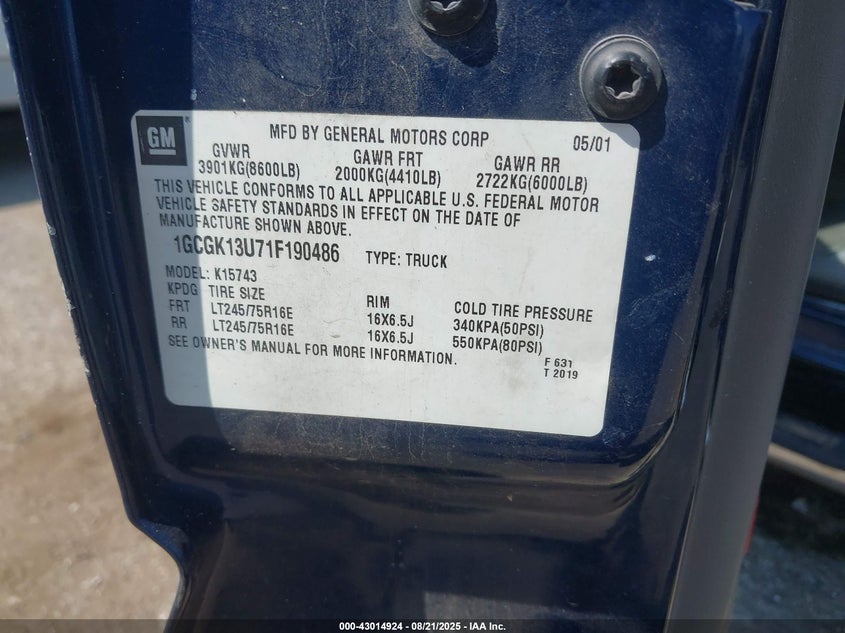 GM
MFD BY GENERAL MOTORS CORP 05/01
GVWR GAWR FRT GAWR RR
3901KG(8600LB) 2000KG(4410LB) 2722KG(6000LB)
THIS VEHICLE CONFORMS TO ALL APPLICABLE U.S. FEDERAL MOTOR
VEHICLE SAFETY STANDARDS IN EFFECT ON THE DATE OF
MANUFACTURE SHOWN ABOVE.
1GCGK13U71F190486 TYPE: TRUCK
MODEL: K15743
KPDG TIRE SIZE RIM COLD TIRE PRESSURE
FRT LT245/75R16E 16X6.5J 340KPA(50PSI)
RR LT245/75R16E 16X6.5J 550KPA(80PSI)
SEE OWNER'S MANUAL FOR MORE INFORMATION.
F 631
T 2019
000-43014924 - 08/21/2025 - IAA Inc.